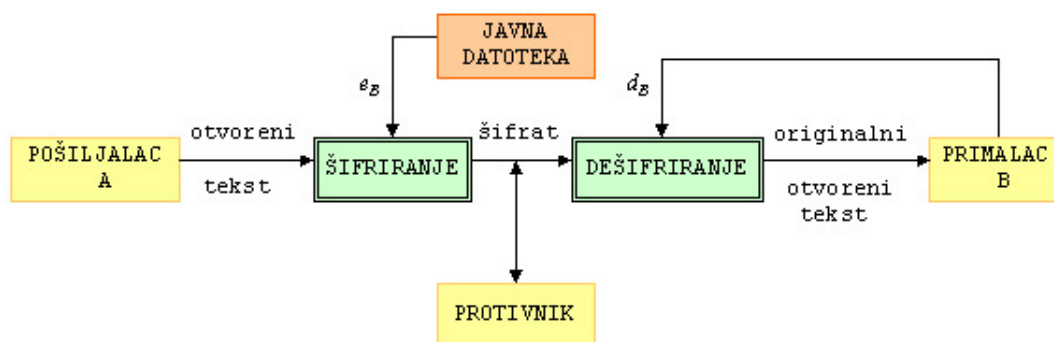 JAVNA
DATOTEKA
e_B
d_B
otvoreni
šifrat
originalni
POŠILJALAC
A
ŠIFRIRANJE
DEŠIFRIRANJE
PRIMALAC
B
tekst
otvoreni
tekst
PROTIVNIK